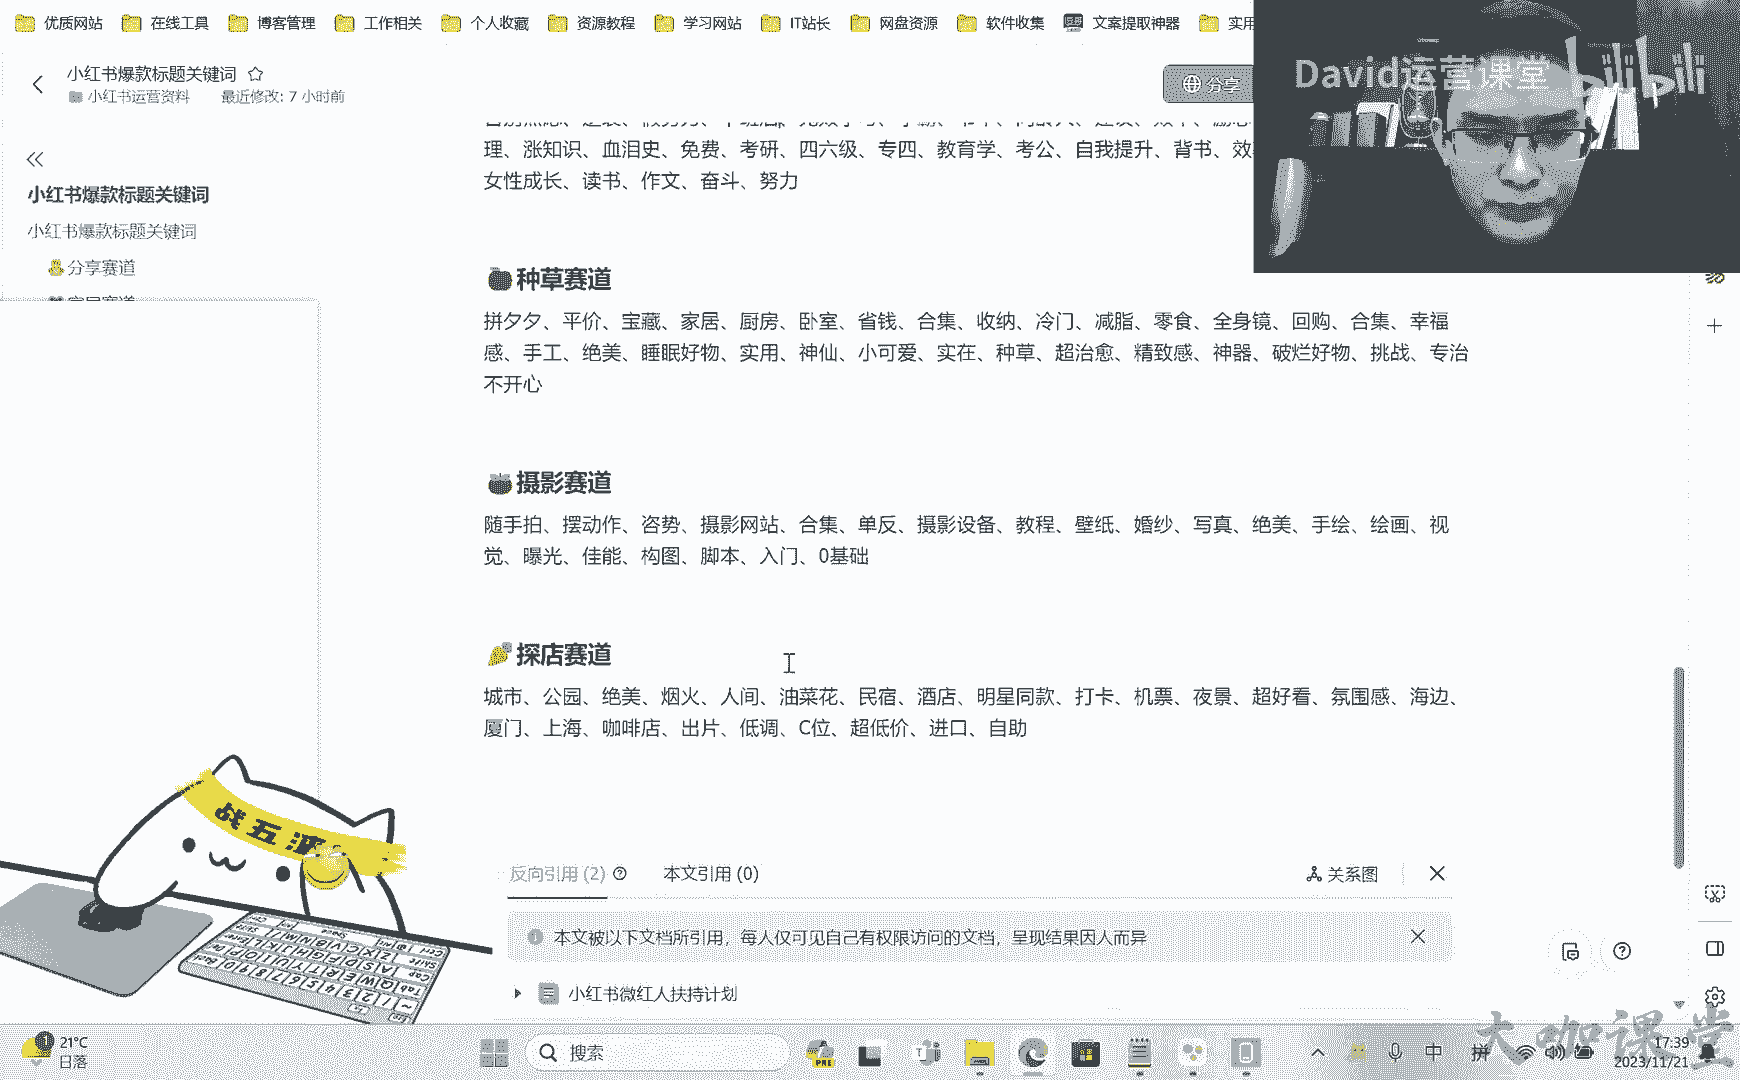 优质网站 在线工具 博客管理 工作相关 个人收藏 资源教程 学习网站 IT站长 网盘资源 软件收集 文案提取神器 实用
小红书爆款标题关键词
小红书运营资料 最近修改: 7 小时前
分享
David运营课堂 bilibili
小红书爆款标题关键词
小红书爆款标题关键词
分享赛道
理、涨知识、血泪史、免费、考研、四六级、专四、教育学、考公、自我提升、背书、效
女性成长、读书、作文、奋斗、努力
种草赛道
拼夕夕、平价、宝藏、家居、厨房、卧室、省钱、合集、收纳、冷门、减脂、零食、全身镜、回购、合集、幸福
感、手工、绝美、睡眠好物、实用、神仙、小可爱、实在、种草、超治愈、精致感、神器、破烂好物、挑战、专治
不开心
摄影赛道
随手拍、摆动作、咨势、摄影网站、合集、单反、摄影设备、教程、壁纸、婚纱、写真、绝美、手绘、绘画、视
觉、曝光、佳能、构图、脚本、入门、0基础
探店赛道
城市、公园、绝美、烟火、人间、油菜花、民宿、酒店、明星同款、打卡、机票、夜景、超好看、氛围感、海边、
厦门、上海、咖啡店、出片、低调、C位、超低价、进口、自助
战五渣
反向引用 (2) 本文引用 (0) 关系图
本文被以下文档所引用，每人仅可见自己有权限访问的文档，呈现结果因人而异
小红书微红人扶持计划
大咖课堂
21°C
日落
搜索
PRE
中
拼
17:39
2023/11/21